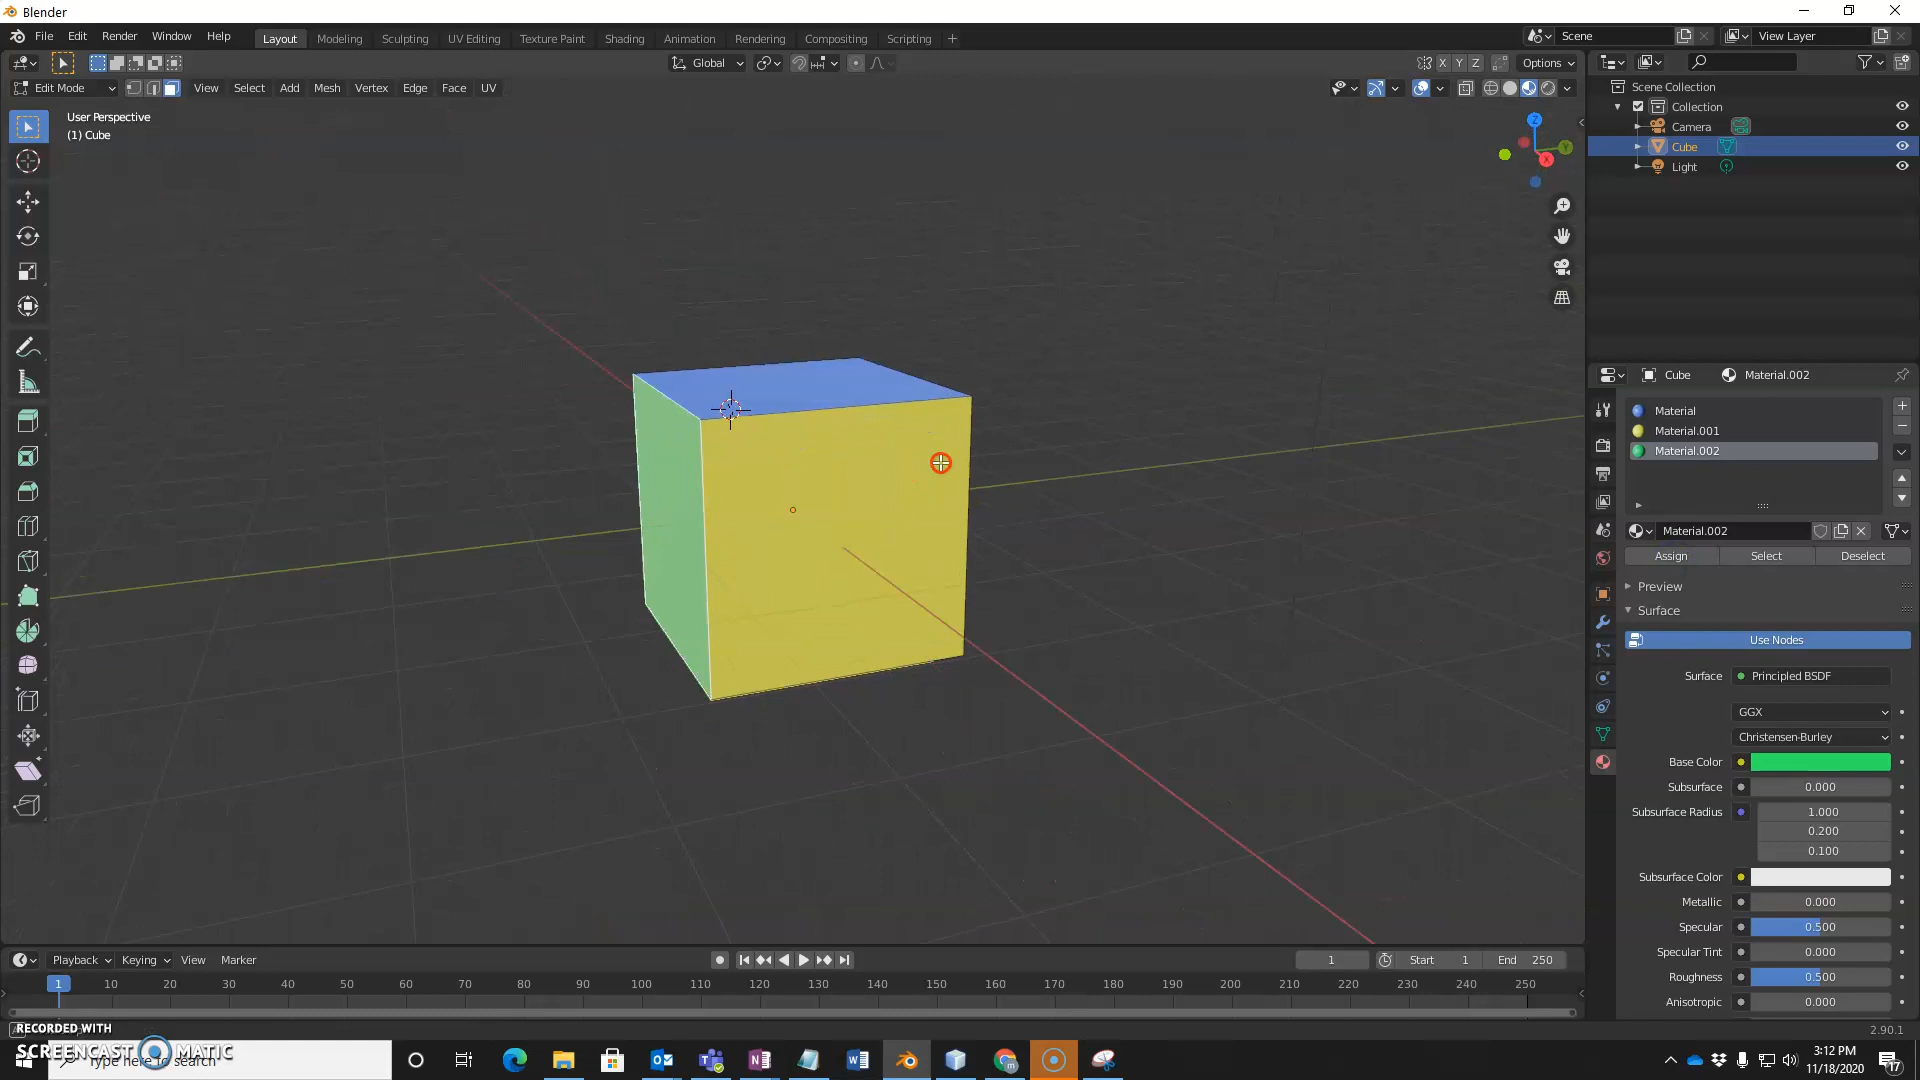 Blender
File Edit Render Window Help
Layout Modeling Sculpting UV Editing Texture Paint Shading Animation Rendering Compositing Scripting +
Scene
View Layer
Global
X Y Z
Options
Edit Mode
View Select Add Mesh Vertex Edge Face UV
User Perspective
(1) Cube
Z
Y
X
Scene Collection
Collection
Camera
Cube
Light
Cube
Material.002
Material
Material.001
Material.002
Material.002
Assign Select Deselect
Preview
Surface
Use Nodes
Surface Principled BSDF
GGX
Christensen-Burley
Base Color
Subsurface 0.000
Subsurface Radius 1.000
0.200
0.100
Subsurface Color
Metallic 0.000
Specular 0.500
Specular Tint 0.000
Roughness 0.500
Anisotropic 0.000
Playback Keying View Marker
1
Start 1
End 250
1 10 20 30 40 50 60 70 80 90 100 110 120 130 140 150 160 170 180 190 200 210 220 230 240 250
2.90.1
RECORDED WITH
SCREENCAST MATIC
Type here to search
3:12 PM
11/18/2020
17